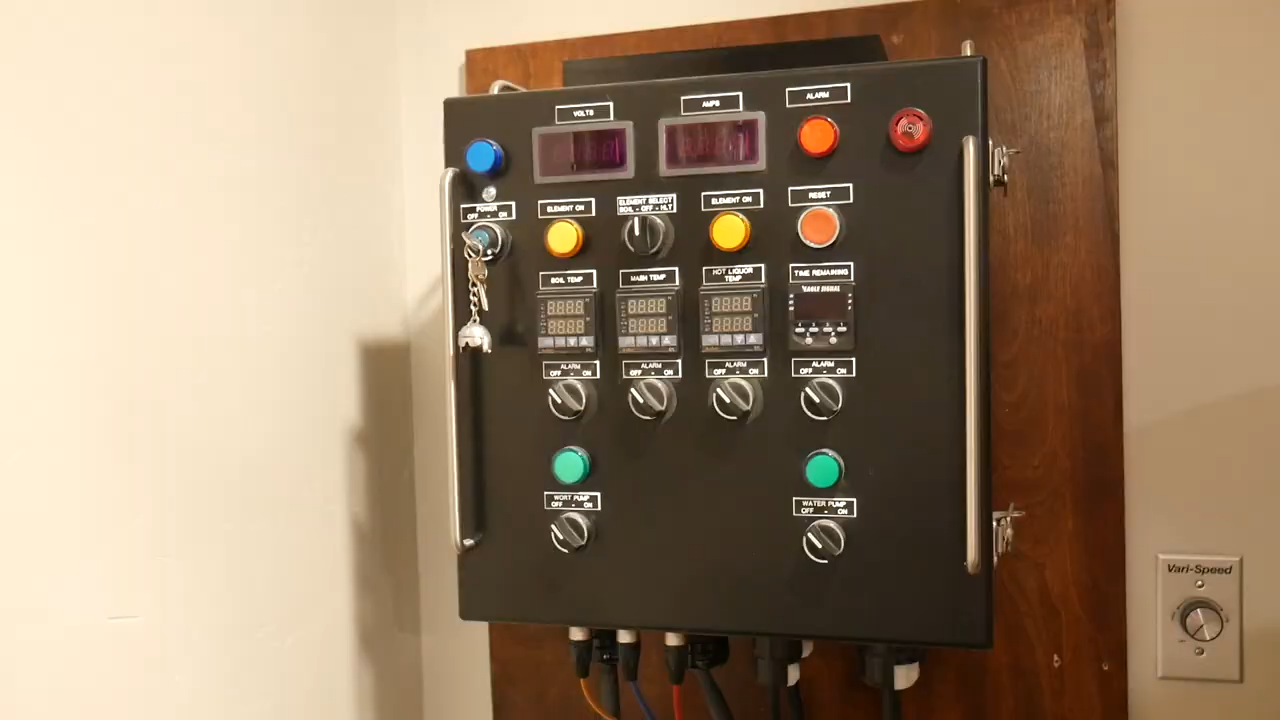 VOLTS
AMPS
ALARM
POWER
OFF - ON
ELEMENT ON
ELEMENT SELECT
BOIL - OFF - HLT
ELEMENT ON
RESET
BOIL TEMP
MASH TEMP
HOT LIQUOR
TEMP
TIME REMAINING
EAGLE SIGNAL
ALARM
OFF - ON
ALARM
OFF - ON
ALARM
OFF - ON
ALARM
OFF - ON
WORT PUMP
OFF - ON
WATER PUMP
OFF - ON
Vari-Speed